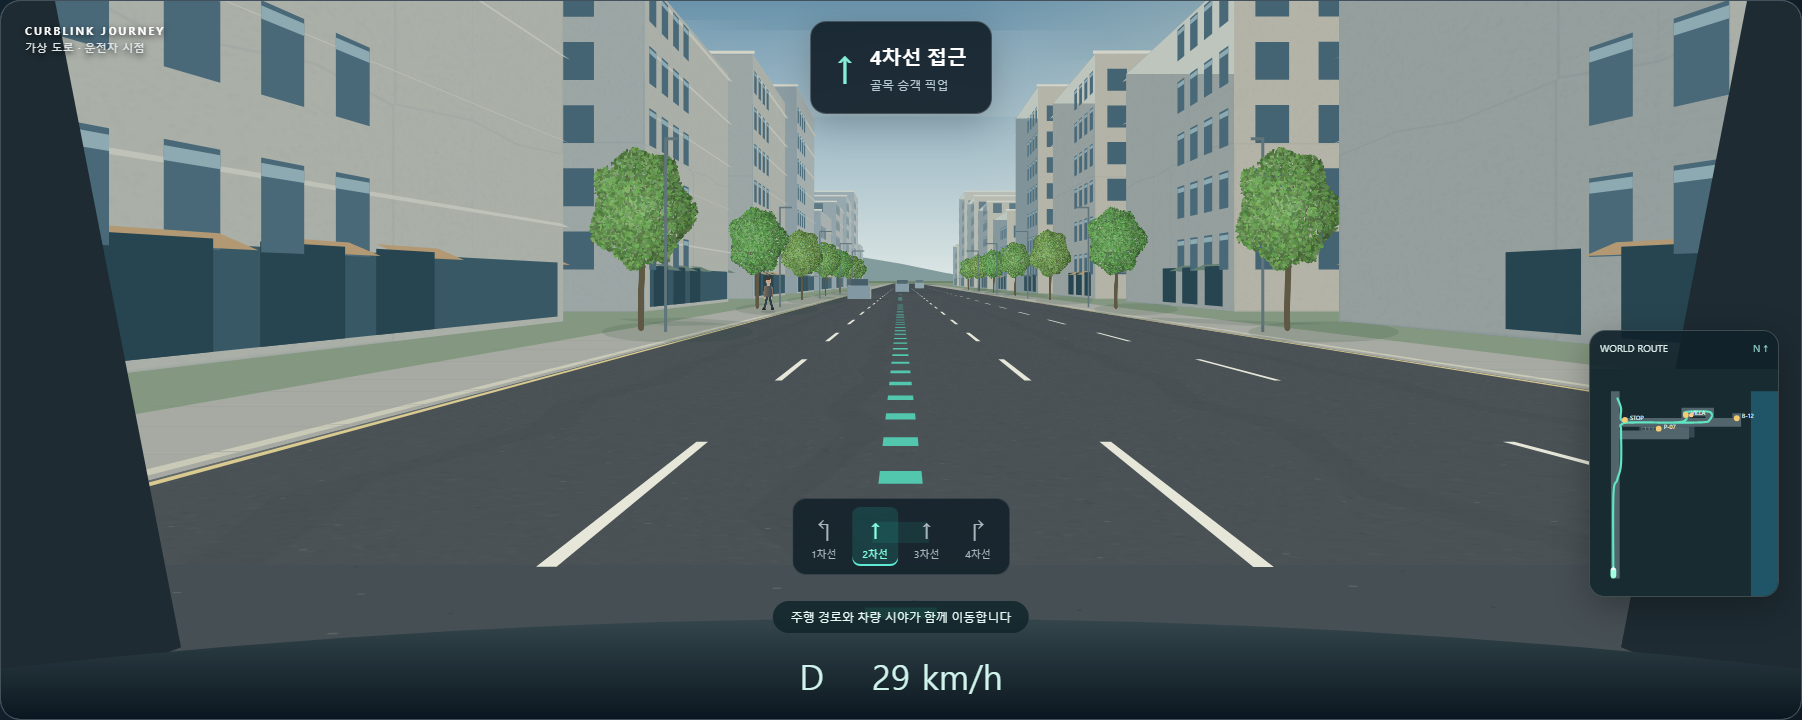 CURBLINK JOURNEY
가상 도로 · 운전자 시점
↑ 4차선 접근
골목 승객 픽업
WORLD ROUTE N ↑
STOP
VILLA
B-12
P-07
1차선 2차선 3차선 4차선
주행 경로와 차량 시야가 함께 이동합니다
D 29 km/h